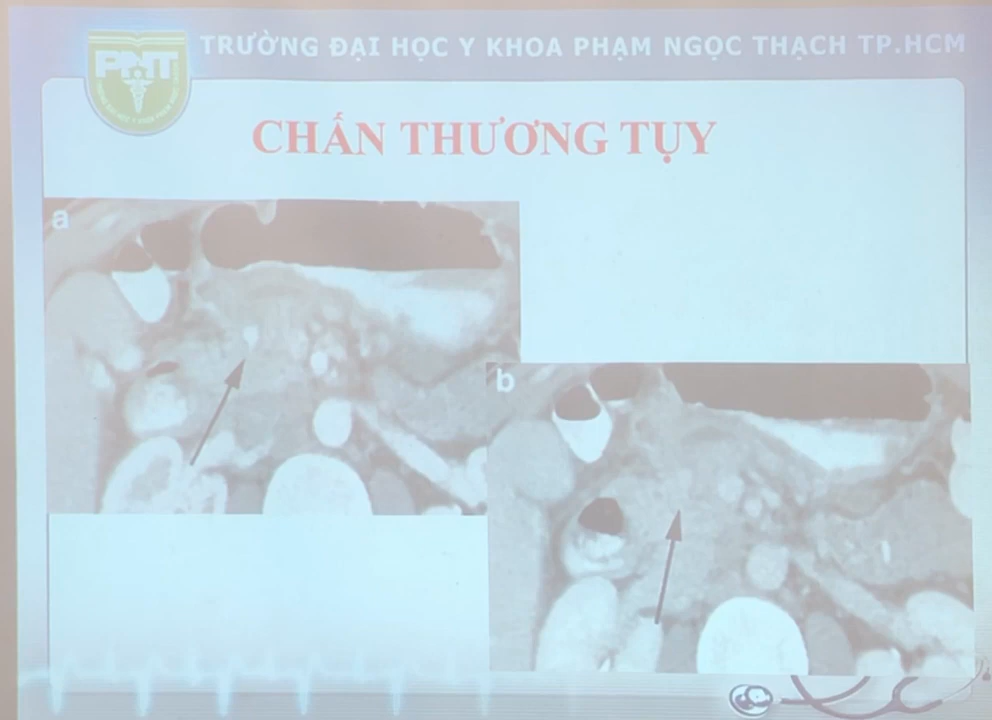 TRƯỜNG ĐẠI HỌC Y KHOA PHẠM NGỌC THẠCH TP.HCM
PNT
CHẤN THƯƠNG TỤY
a
b